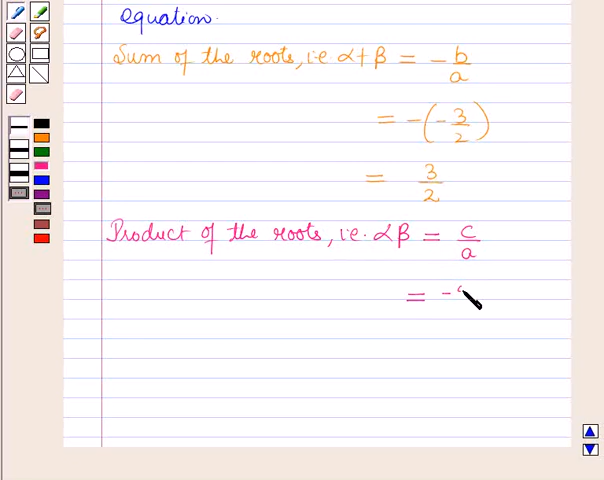 equation.
Sum of the roots, i.e α+β = -b/a
= -(-3/2)
= 3/2
Product of the roots, i.e. αβ = c/a
= -